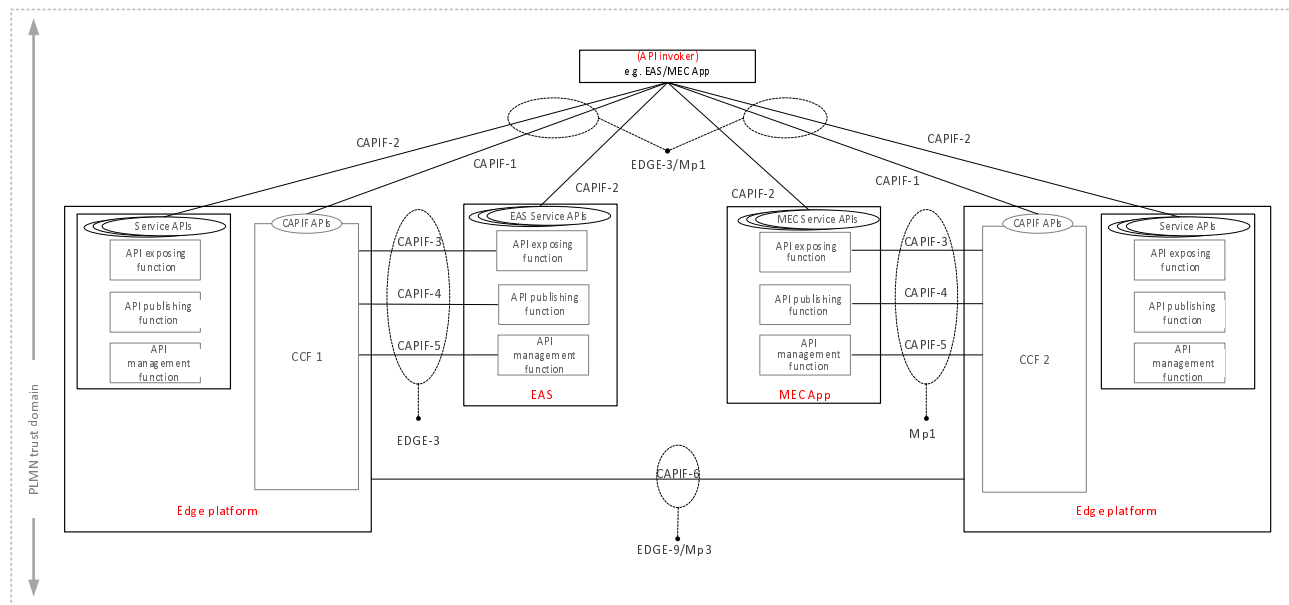 (API invoker)
e.g. EAS/MEC App
CAPIF-2
CAPIF-1
CAPIF-2
EDGE-3/Mp1
CAPIF-2
CAPIF-1
CAPIF-2
Service APIs
API exposing
function
API publishing
function
API
management
function
CAPIF APIs
CCF 1
Edge platform
CAPIF-3
CAPIF-4
CAPIF-5
EDGE-3
EAS Service APIs
API exposing
function
API publishing
function
API
management
function
EAS
MEC Service APIs
API exposing
function
API publishing
function
API
management
function
MEC App
CAPIF-3
CAPIF-4
CAPIF-5
Mp1
CAPIF APIs
CCF 2
Service APIs
API exposing
function
API publishing
function
API
management
function
Edge platform
CAPIF-6
EDGE-9/Mp3
PLMN trust domain